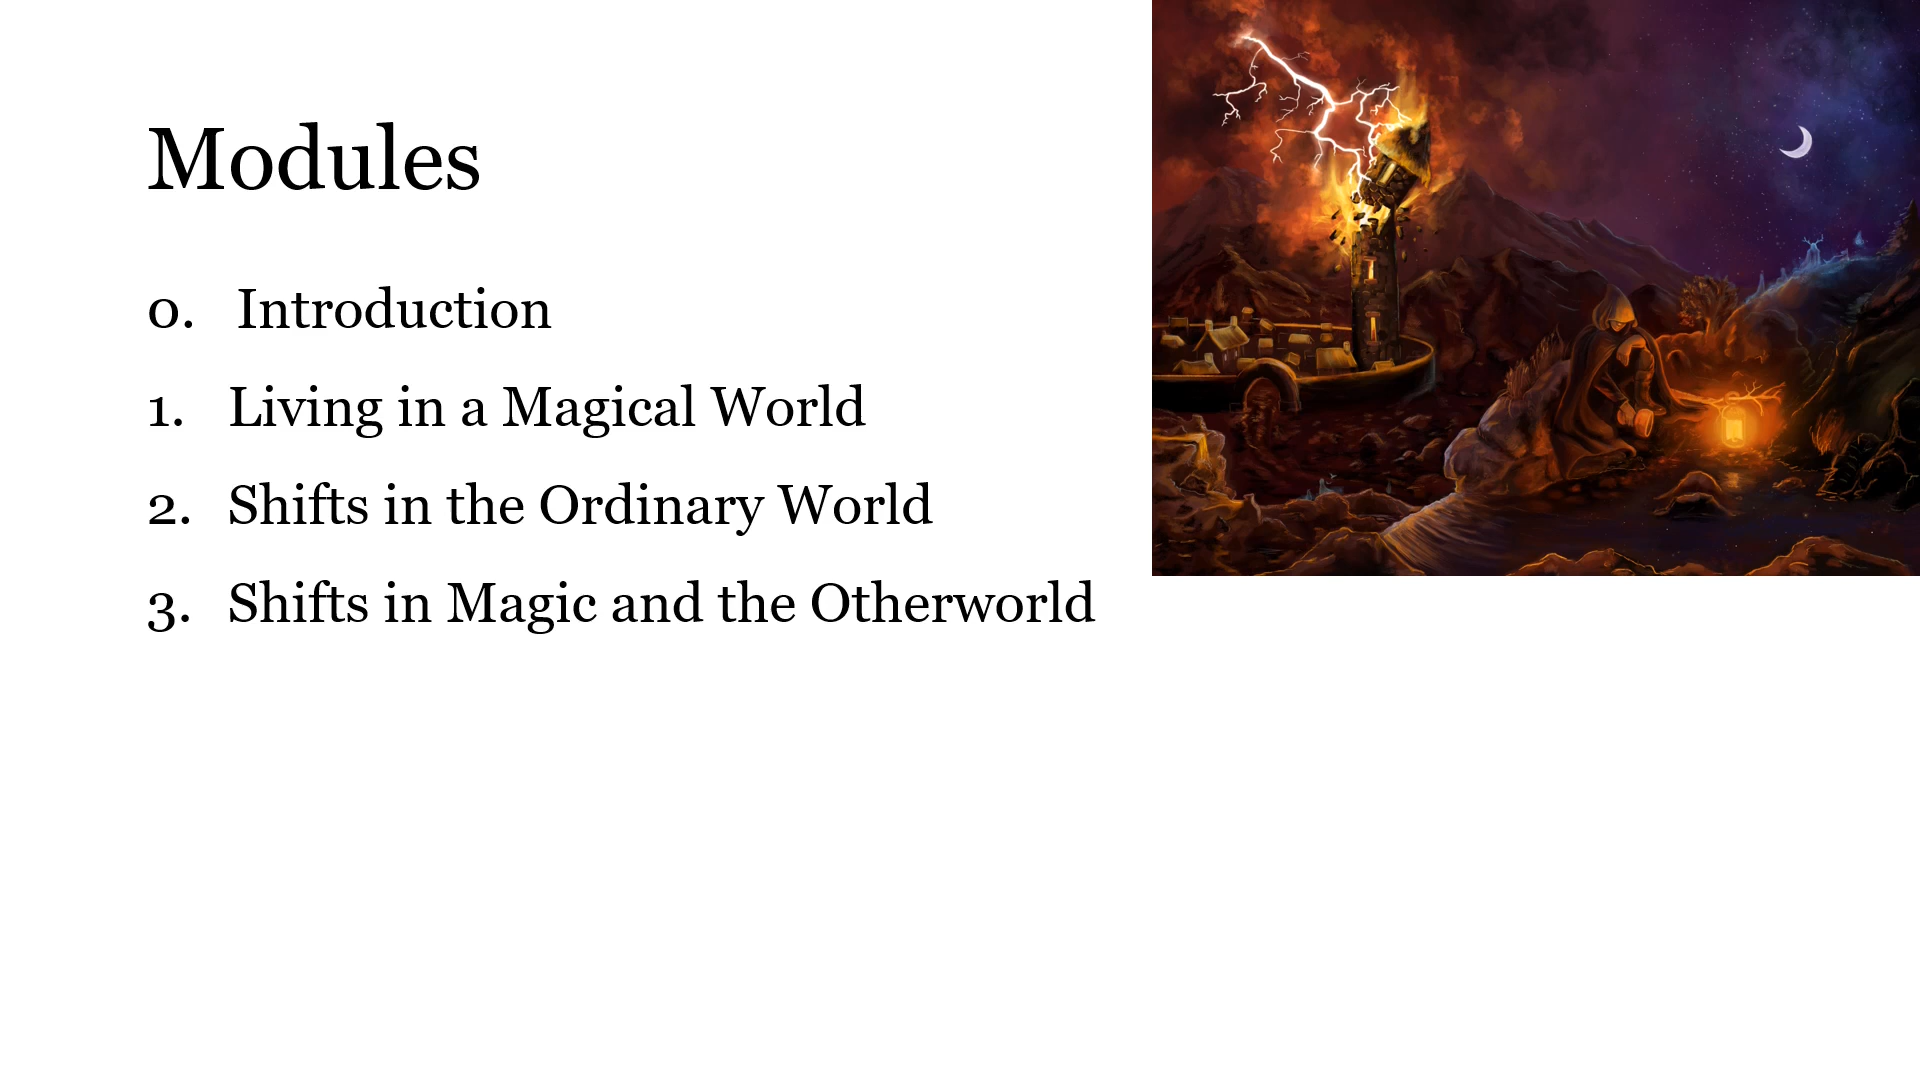 Modules
0. Introduction
1. Living in a Magical World
2. Shifts in the Ordinary World
3. Shifts in Magic and the Otherworld